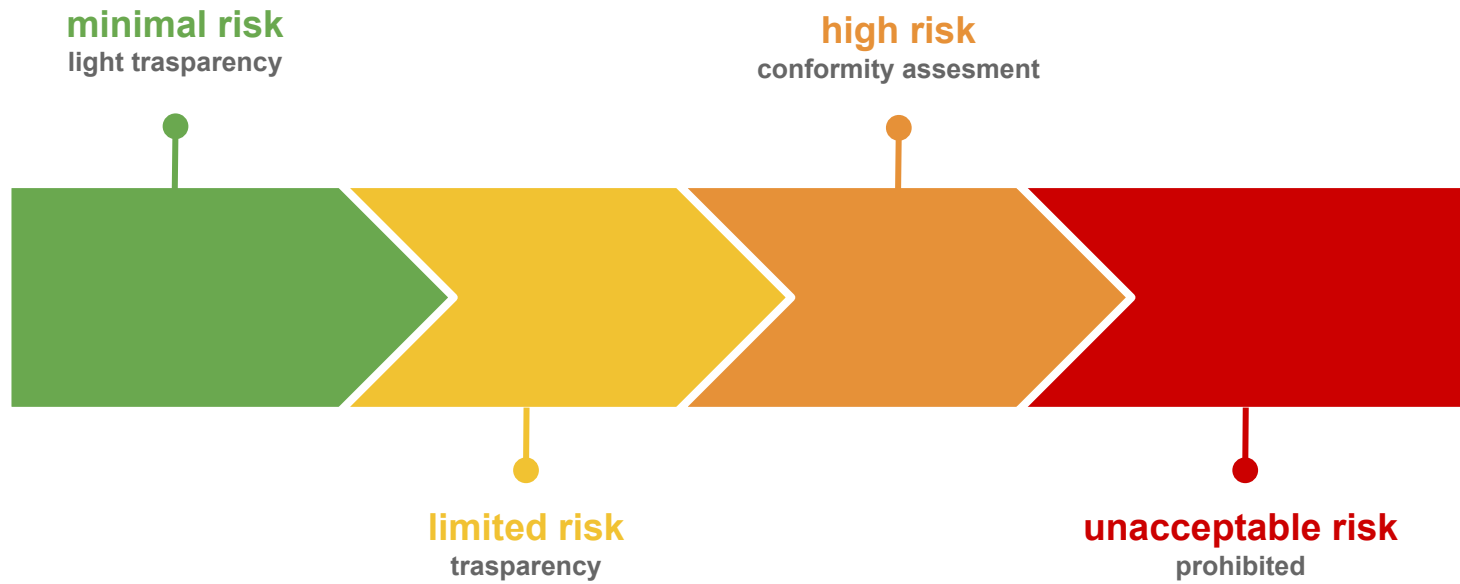 minimal risk
light trasparency
high risk
conformity assesment
limited risk
trasparency
unacceptable risk
prohibited